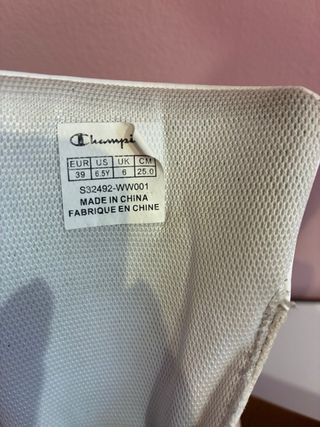 Champi
EUR US UK CM
39 6.5Y 6 25.0
S32492-WW001
MADE IN CHINA
FABRIQUE EN CHINE